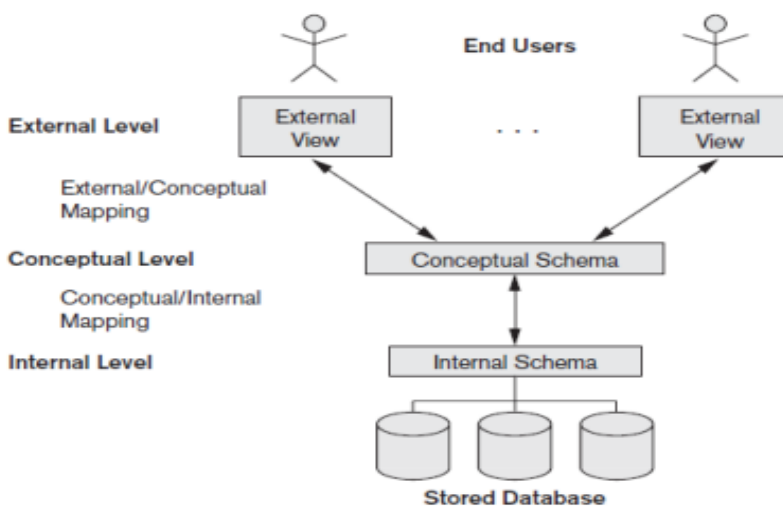 End Users
External Level
External
View
. . .
External
View
External/Conceptual
Mapping
Conceptual Level
Conceptual Schema
Conceptual/Internal
Mapping
Internal Level
Internal Schema
Stored Database